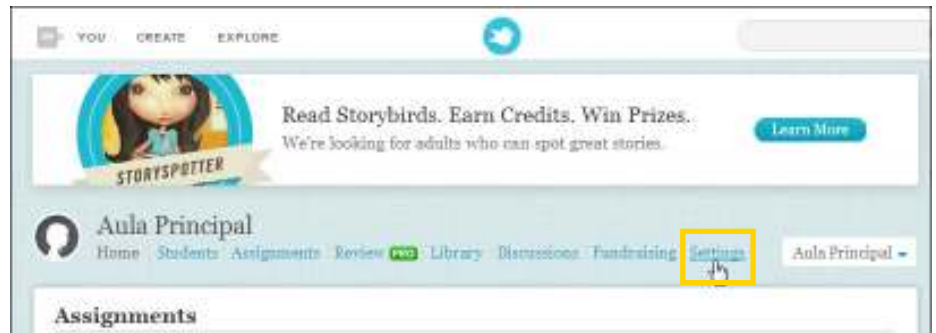 YOU CREATE EXPLORE
Read Storybirds. Earn Credits. Win Prizes.
We're looking for adults who can spot great stories.
Learn More
STORYSPOTTER
Aula Principal
Home Students Assignments Review PRO Library Discussions Fundraising Settings
Aula Principal
Assignments